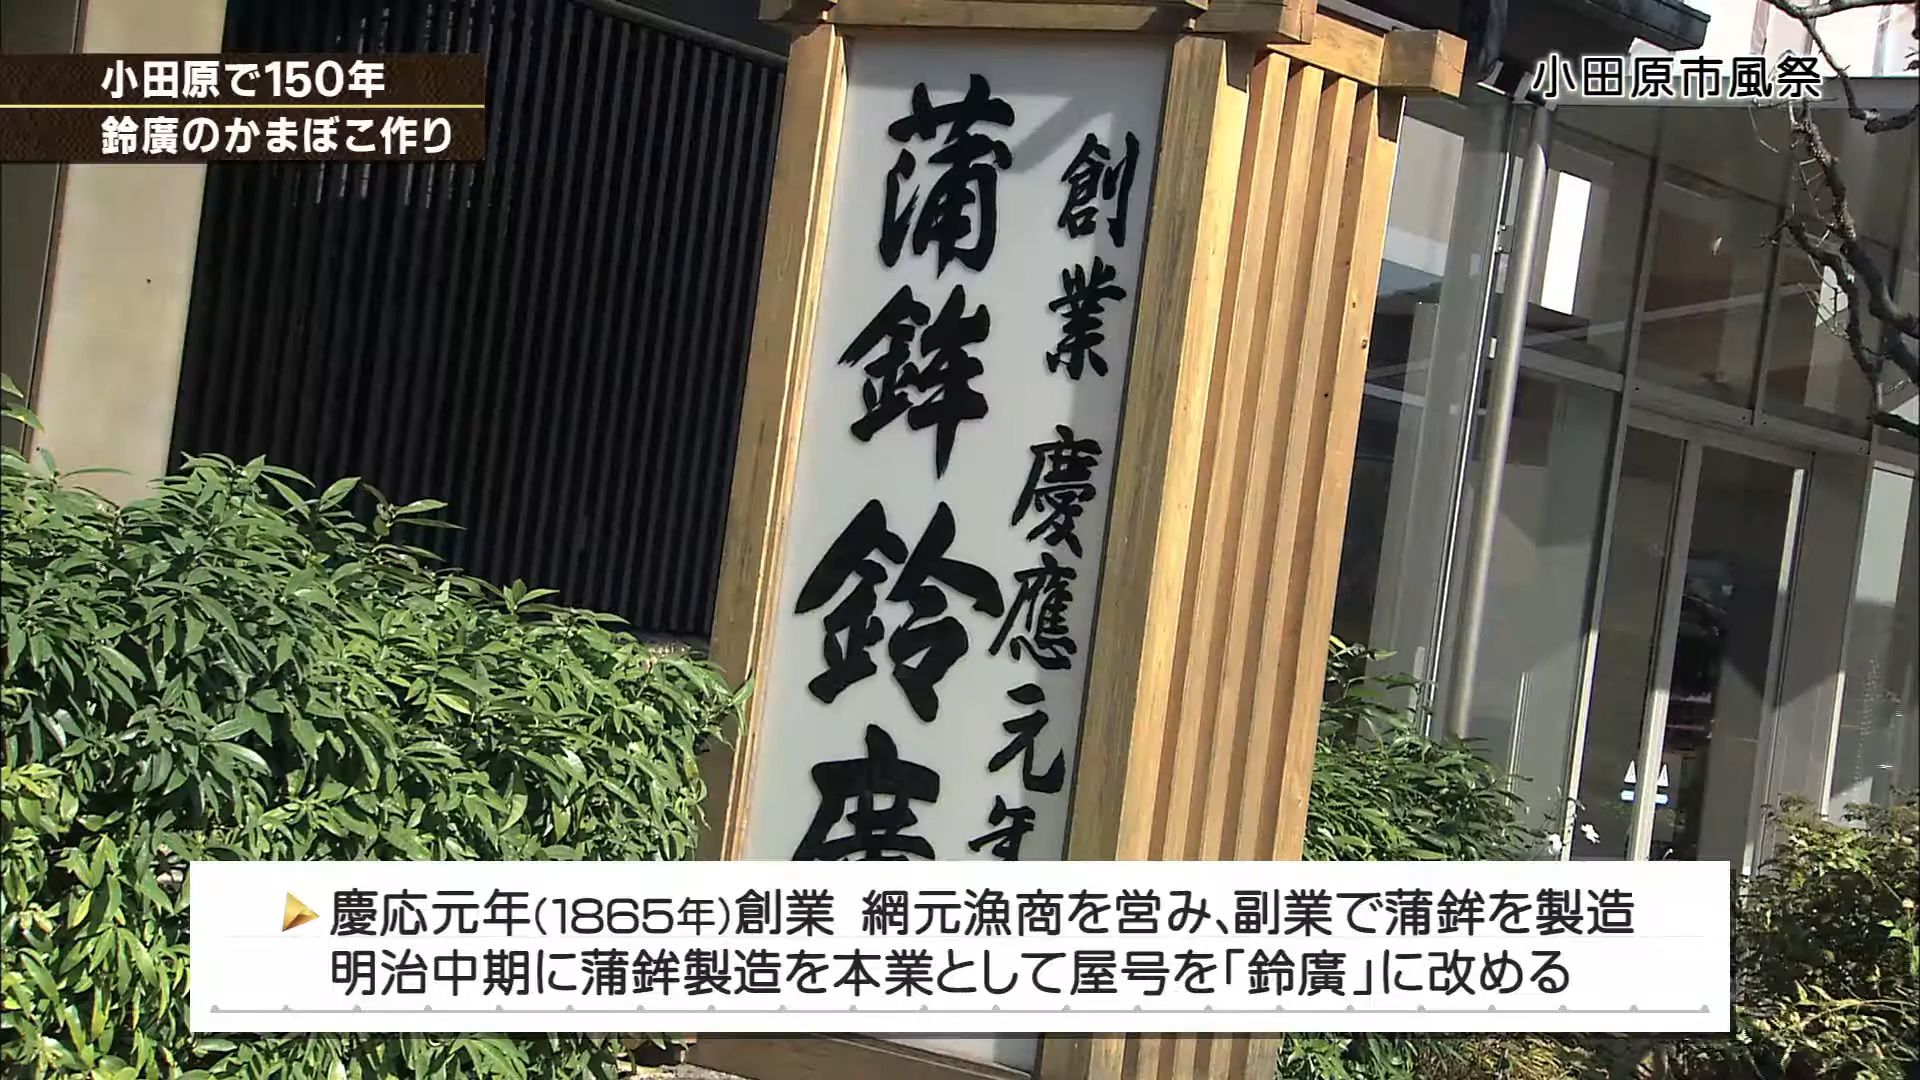 小田原で150年
鈴廣のかまぼこ作り
小田原市風祭
創業 慶應元年
蒲鉾 鈴廣
慶応元年(1865年)創業 網元漁商を営み、副業で蒲鉾を製造
明治中期に蒲鉾製造を本業として屋号を「鈴廣」に改める